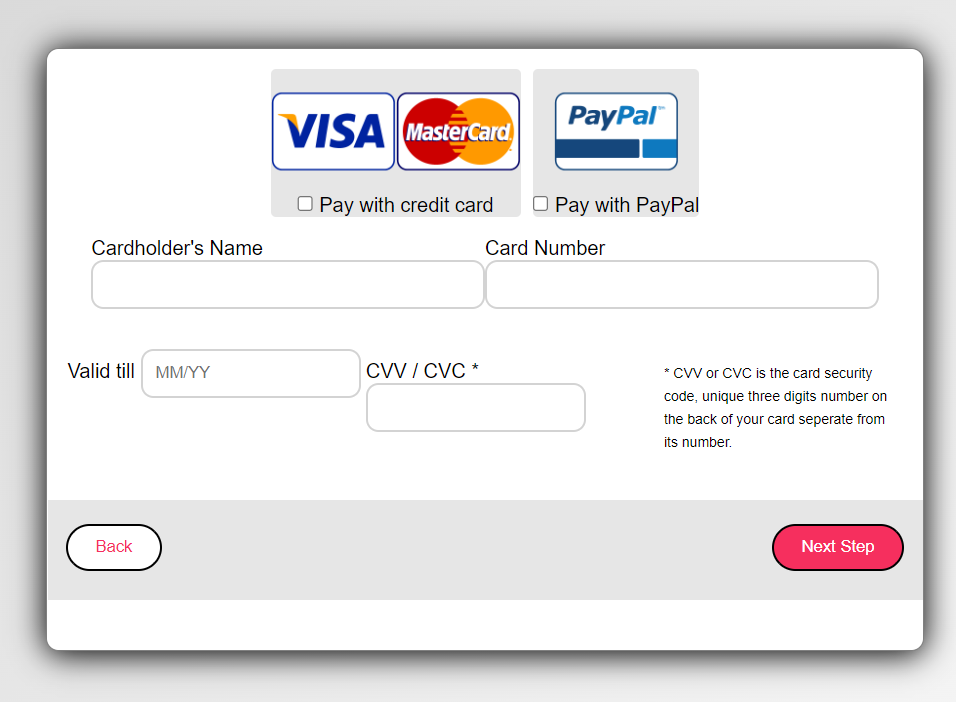 VISA MasterCard PayPal
Pay with credit card Pay with PayPal
Cardholder's Name Card Number
Valid till MM/YY CVV / CVC *
* CVV or CVC is the card security
code, unique three digits number on
the back of your card seperate from
its number.
Back Next Step